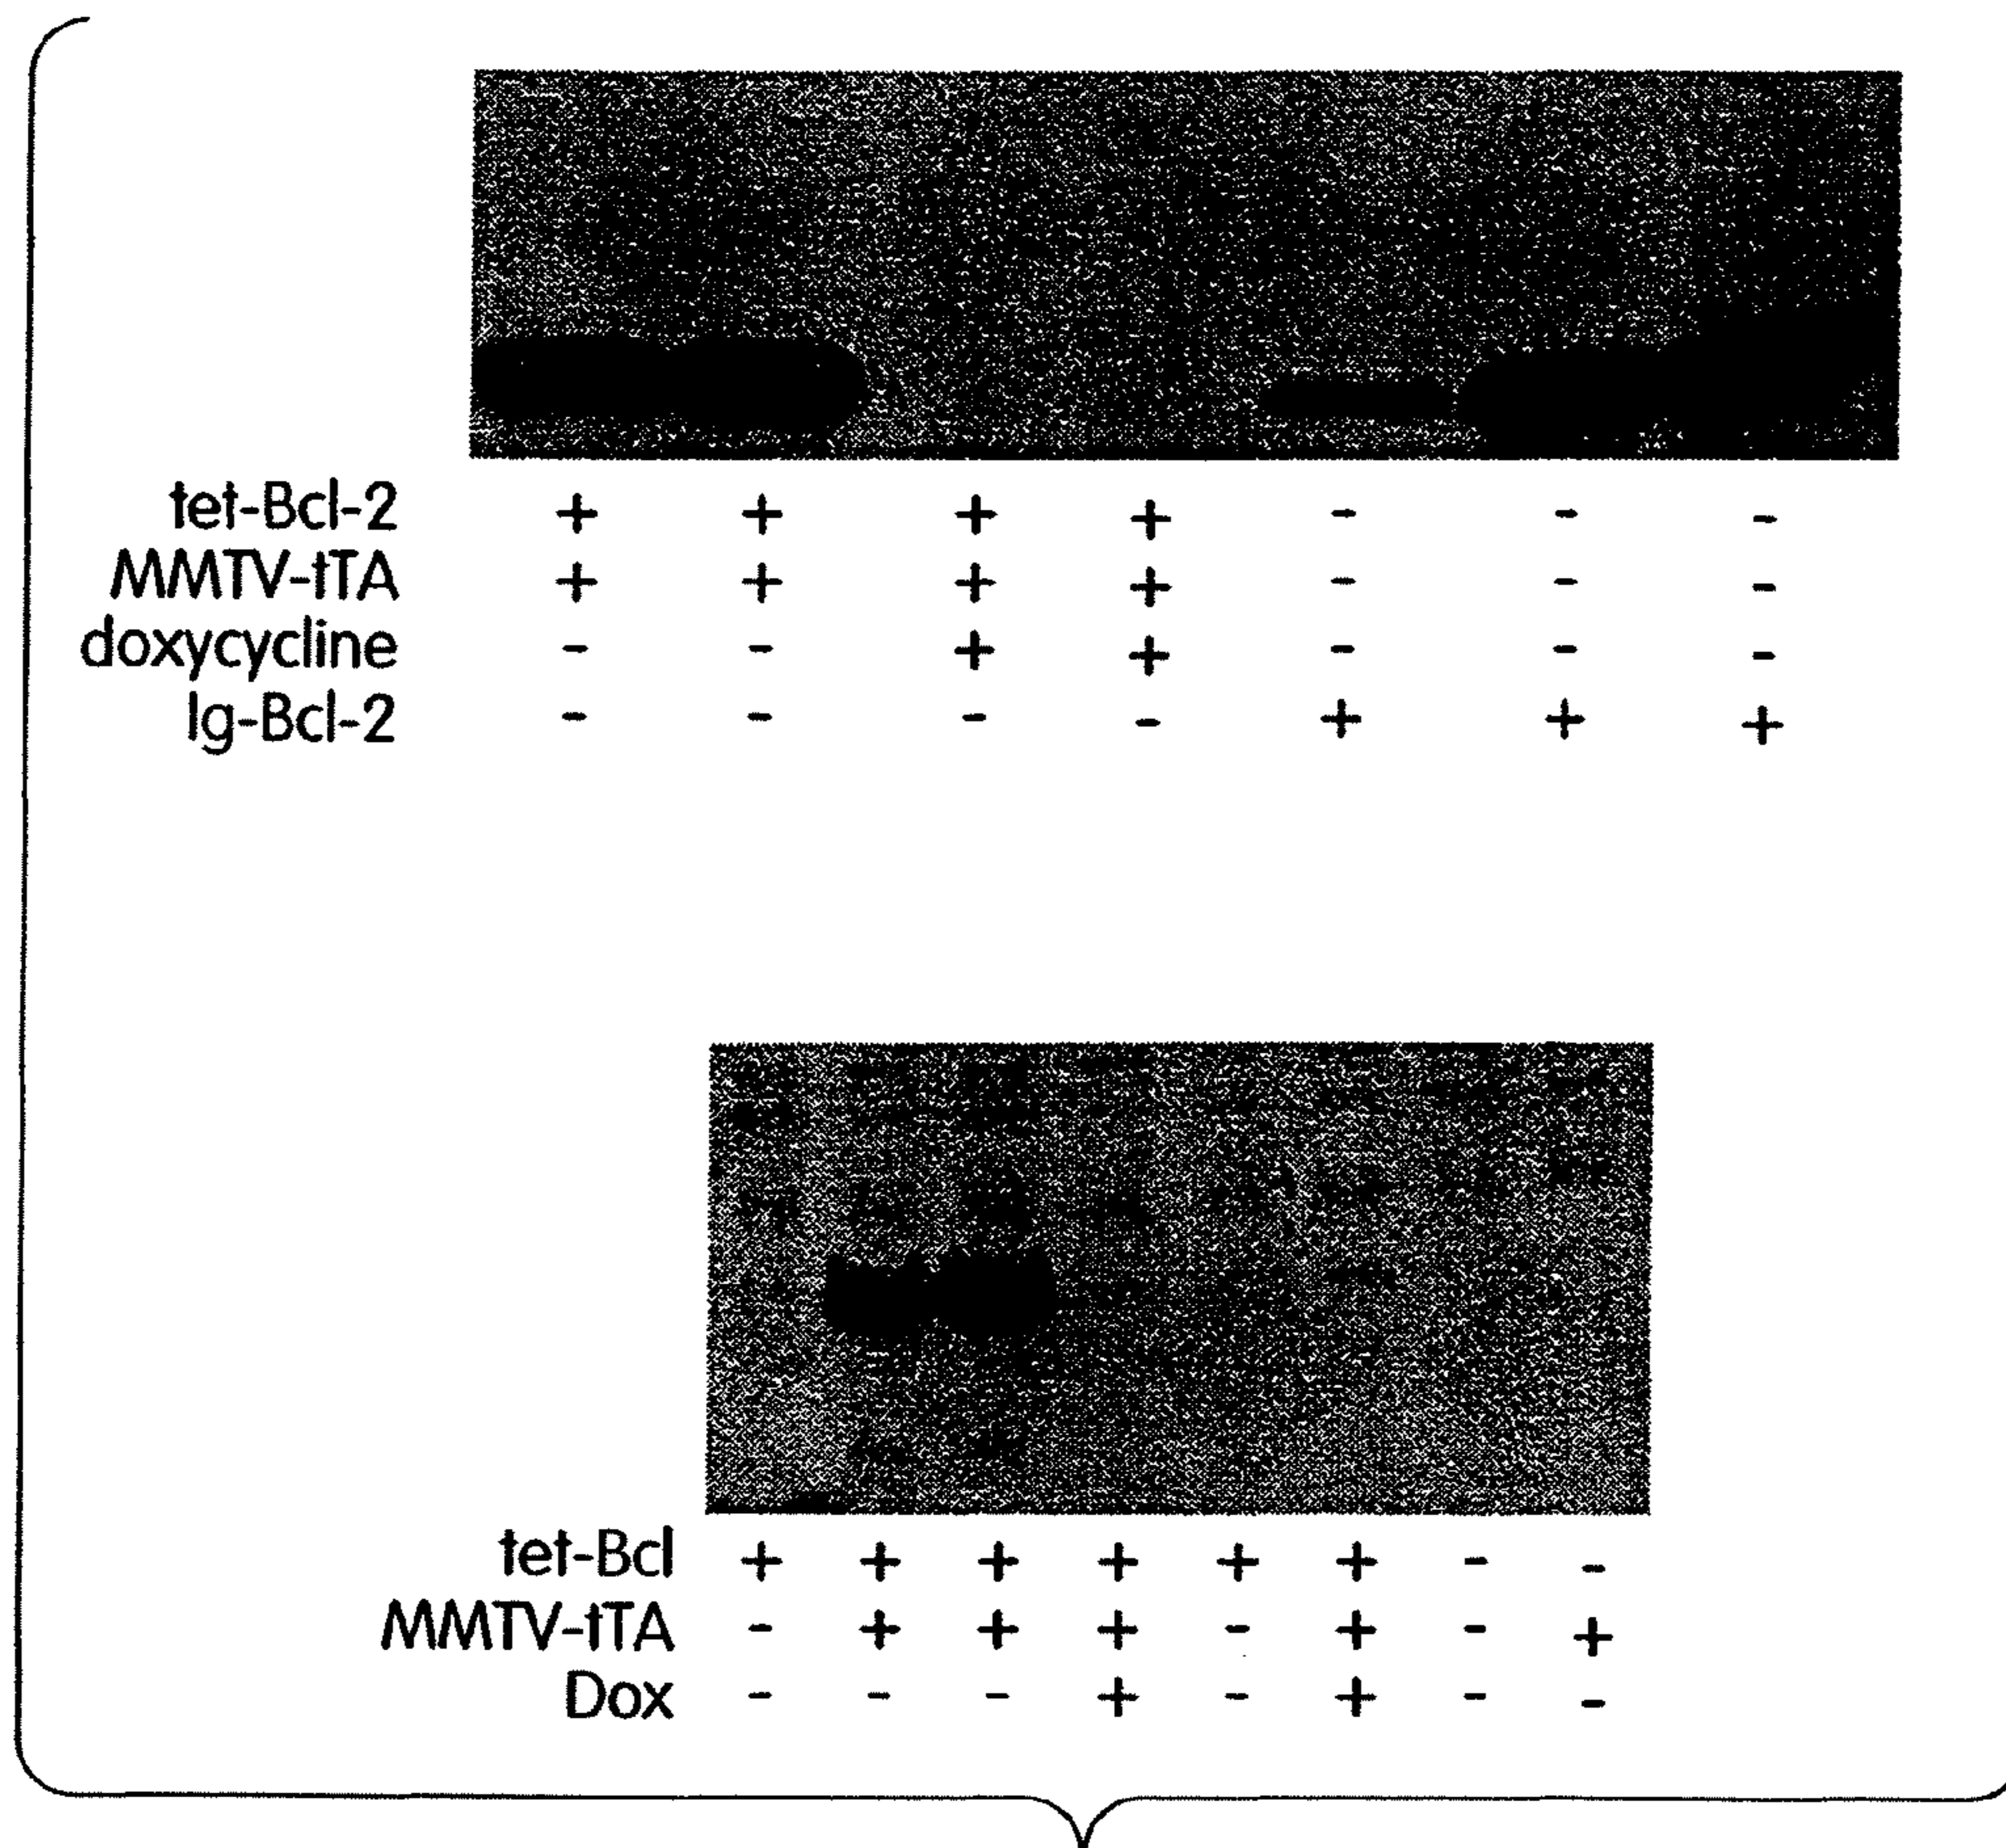 tet-Bcl-2 + + + + - - -
MMTV-tTA + + + + - - -
doxycycline - - + + - - -
Ig-Bcl-2 - - - - + + +
tet-Bcl + + + + + + - -
MMTV-tTA - + + + - + - +
Dox - - - + - + - -